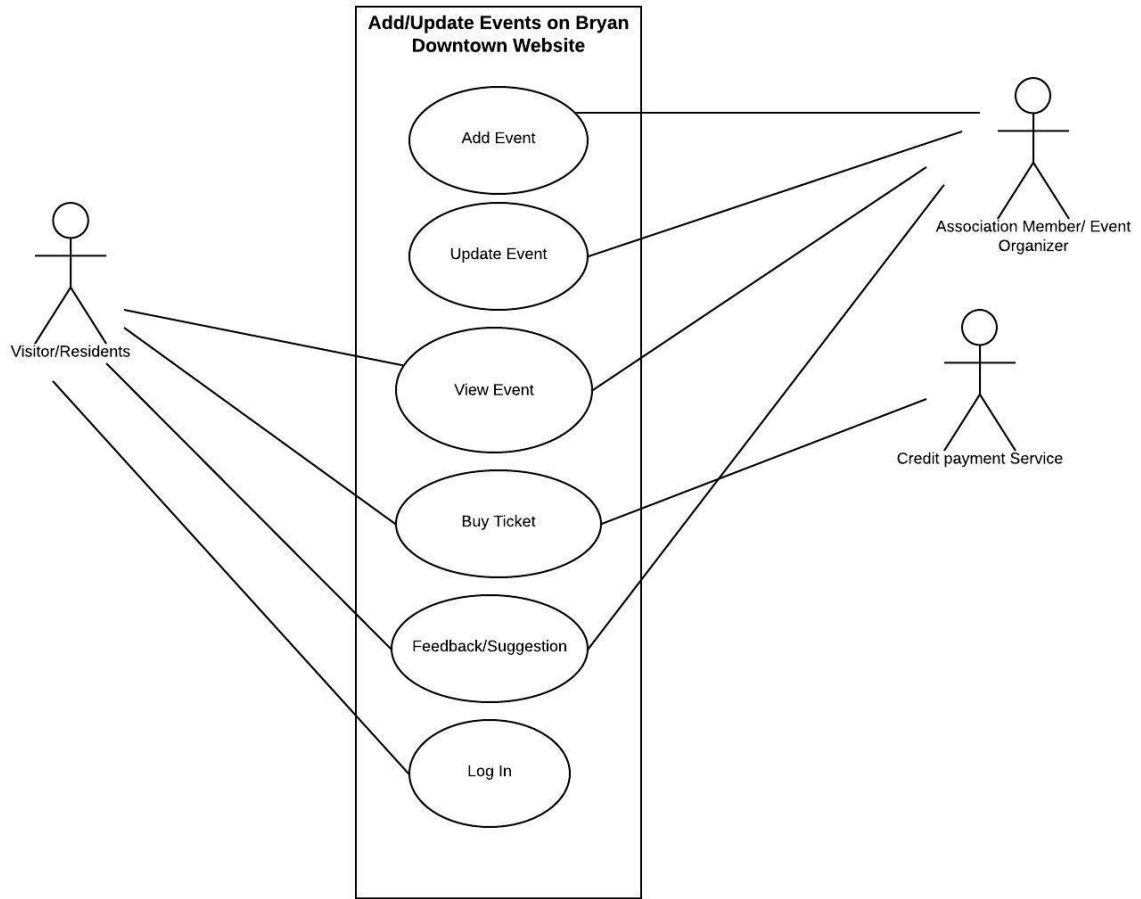 Add/Update Events on Bryan
Downtown Website
Add Event
Update Event
View Event
Buy Ticket
Feedback/Suggestion
Log In
Visitor/Residents
Association Member/ Event
Organizer
Credit payment Service